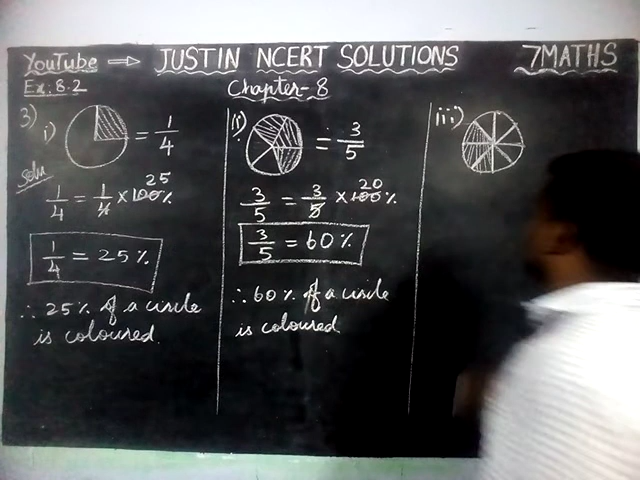 YouTube ⇒ JUSTIN NCERT SOLUTIONS 7MATHS
Ex: 8.2 Chapter-8
3) i) = 1/4
Soln
1/4 = 1/4 × 100% 25
1/4 = 25%
∴ 25% of a circle
is coloured.
ii) = 3/5
3/5 = 3/5 × 100% 20
3/5 = 60%
∴ 60% of a circle
is coloured
iii)